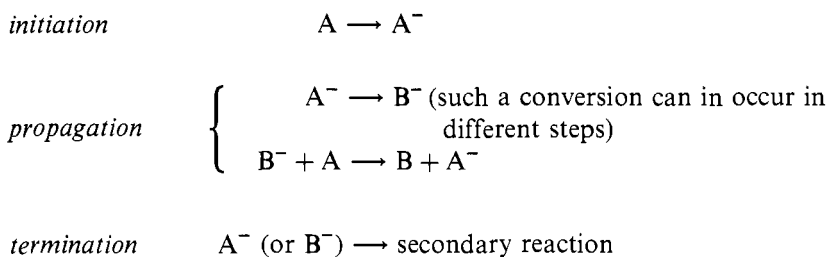 initiation A ⟶ A⁻
A⁻ ⟶ B⁻ (such a conversion can in occur in
propagation { different steps)
B⁻ + A ⟶ B + A⁻
termination A⁻ (or B⁻) ⟶ secondary reaction